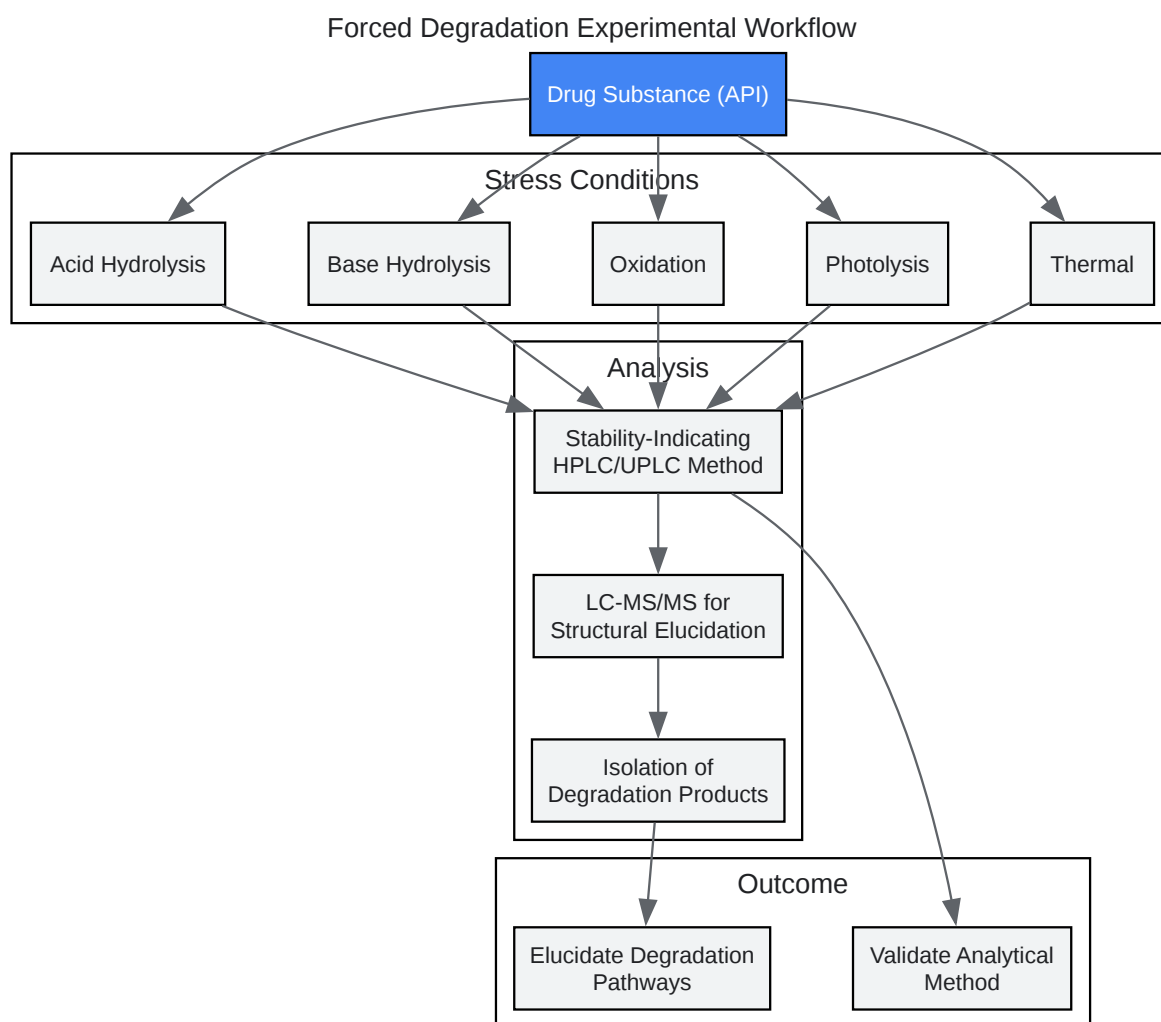 Forced Degradation Experimental Workflow
Drug Substance (API)
Stress Conditions
Acid Hydrolysis
Base Hydrolysis
Oxidation
Photolysis
Thermal
Analysis
Stability-Indicating
HPLC/UPLC Method
LC-MS/MS for
Structural Elucidation
Isolation of
Degradation Products
Outcome
Elucidate Degradation
Pathways
Validate Analytical
Method